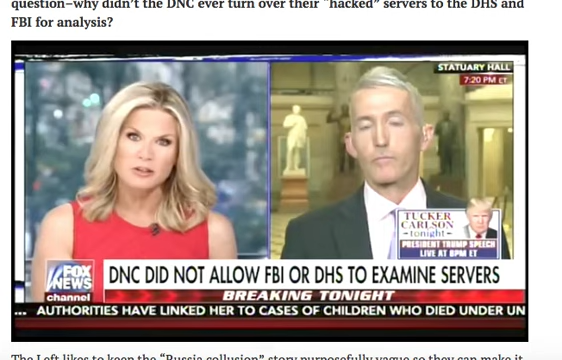 question–why didn't the DNC ever turn over their "hacked" servers to the DHS and
FBI for analysis?
STATUARY HALL
7:20 PM ET
TUCKER
CARLSON
-tonight-
PRESIDENT TRUMP SPEECH
LIVE AT 8PM ET
FOX
NEWS
channel
DNC DID NOT ALLOW FBI OR DHS TO EXAMINE SERVERS
BREAKING TONIGHT
... AUTHORITIES HAVE LINKED HER TO CASES OF CHILDREN WHO DIED UNDER UN
The Left likes to keep the "Russia collusion" story purposefully vague so they can make it